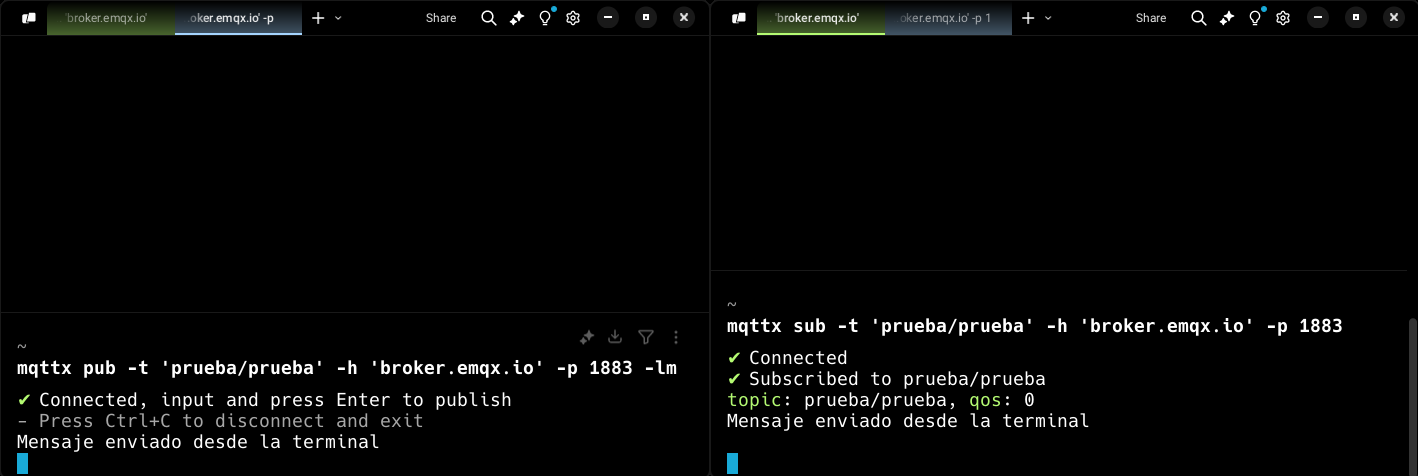 'broker.emqx.io'
oker.emqx.io' -p
Share
~
mqttx pub -t 'prueba/prueba' -h 'broker.emqx.io' -p 1883 -lm
✔ Connected, input and press Enter to publish
- Press Ctrl+C to disconnect and exit
Mensaje enviado desde la terminal
'broker.emqx.io'
oker.emqx.io' -p 1
Share
~
mqttx sub -t 'prueba/prueba' -h 'broker.emqx.io' -p 1883
✔ Connected
✔ Subscribed to prueba/prueba
topic: prueba/prueba, qos: 0
Mensaje enviado desde la terminal